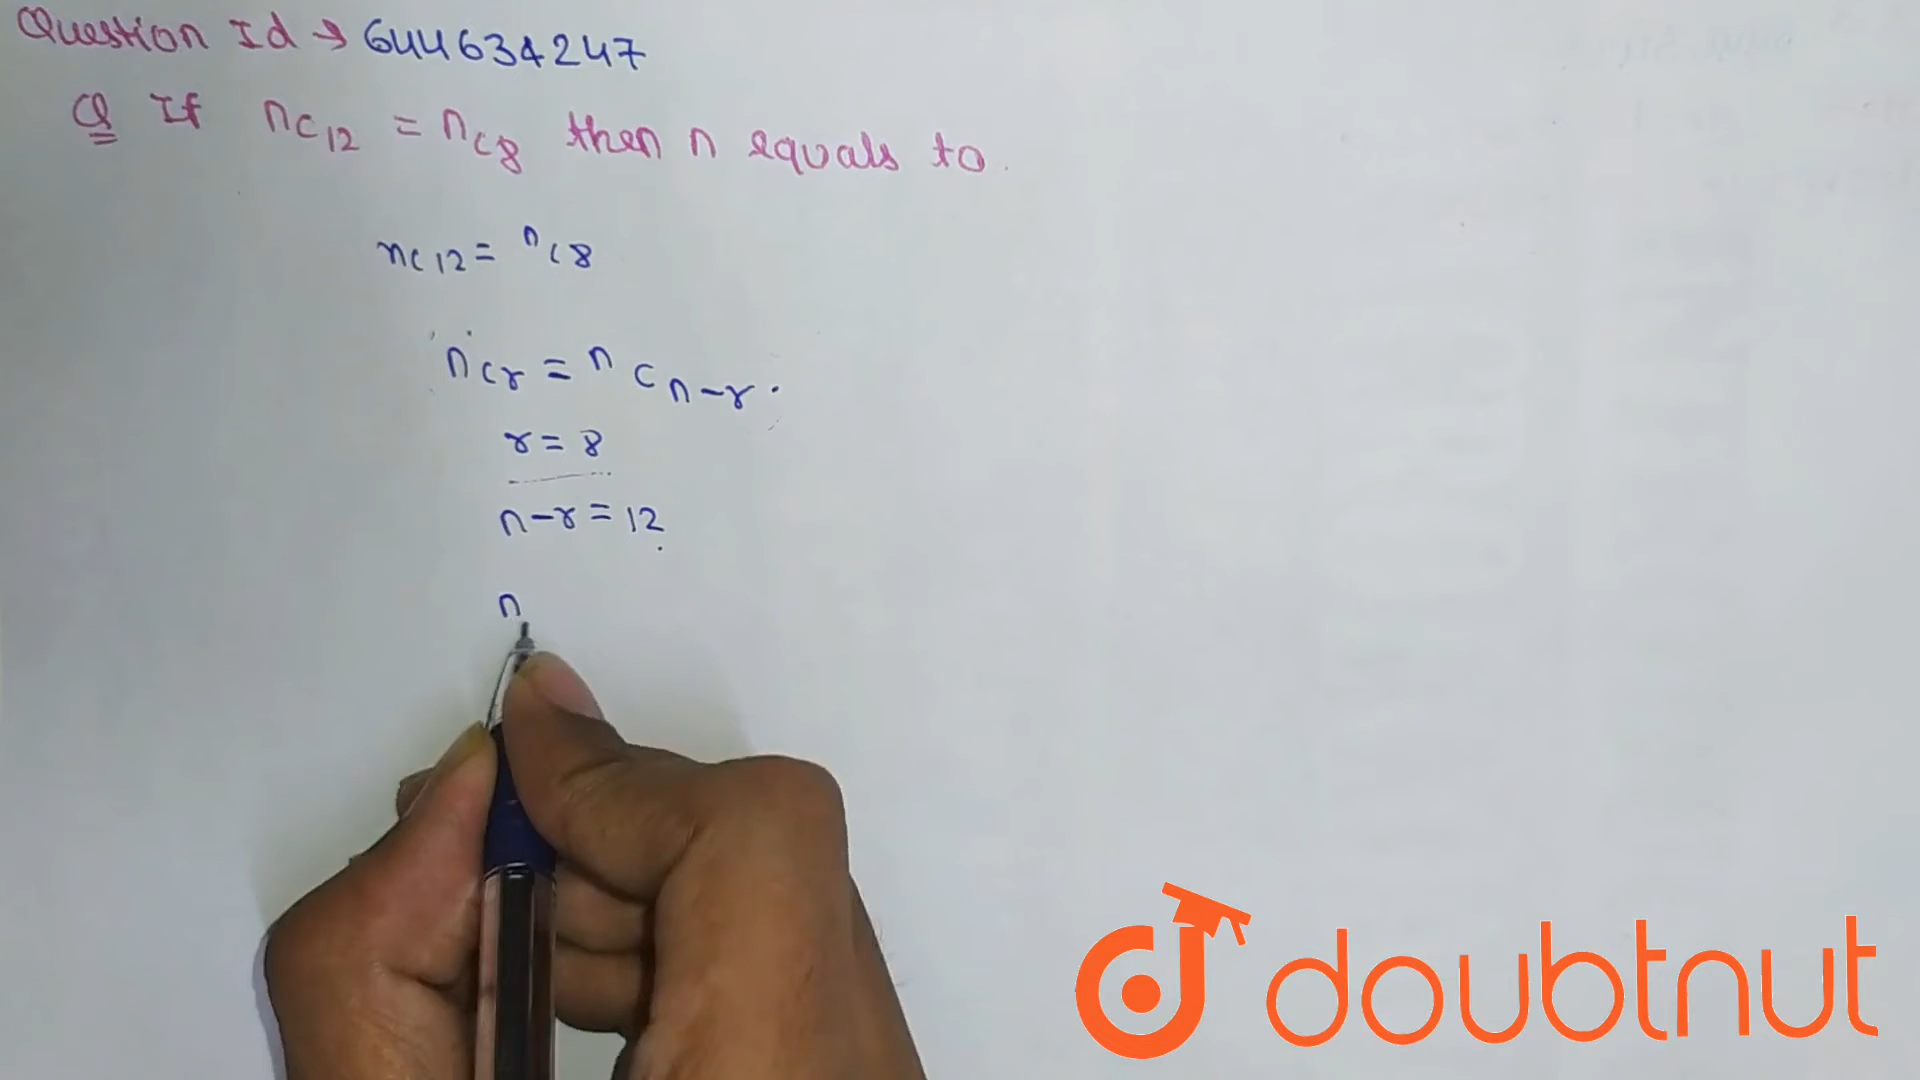 Question Id → 644634247
Q If nC12 = nC8 then n equals to.
nC12 = nC8
nCr = nCn-r.
r = 8
n-r = 12
n
doubtnut